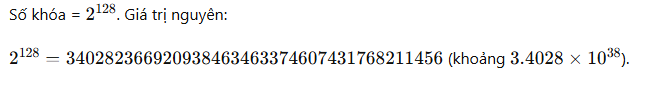 Số khóa = 2^128. Giá trị nguyên:
2^128 = 340282366920938463463374607431768211456 (khoảng 3.4028 × 10^38).